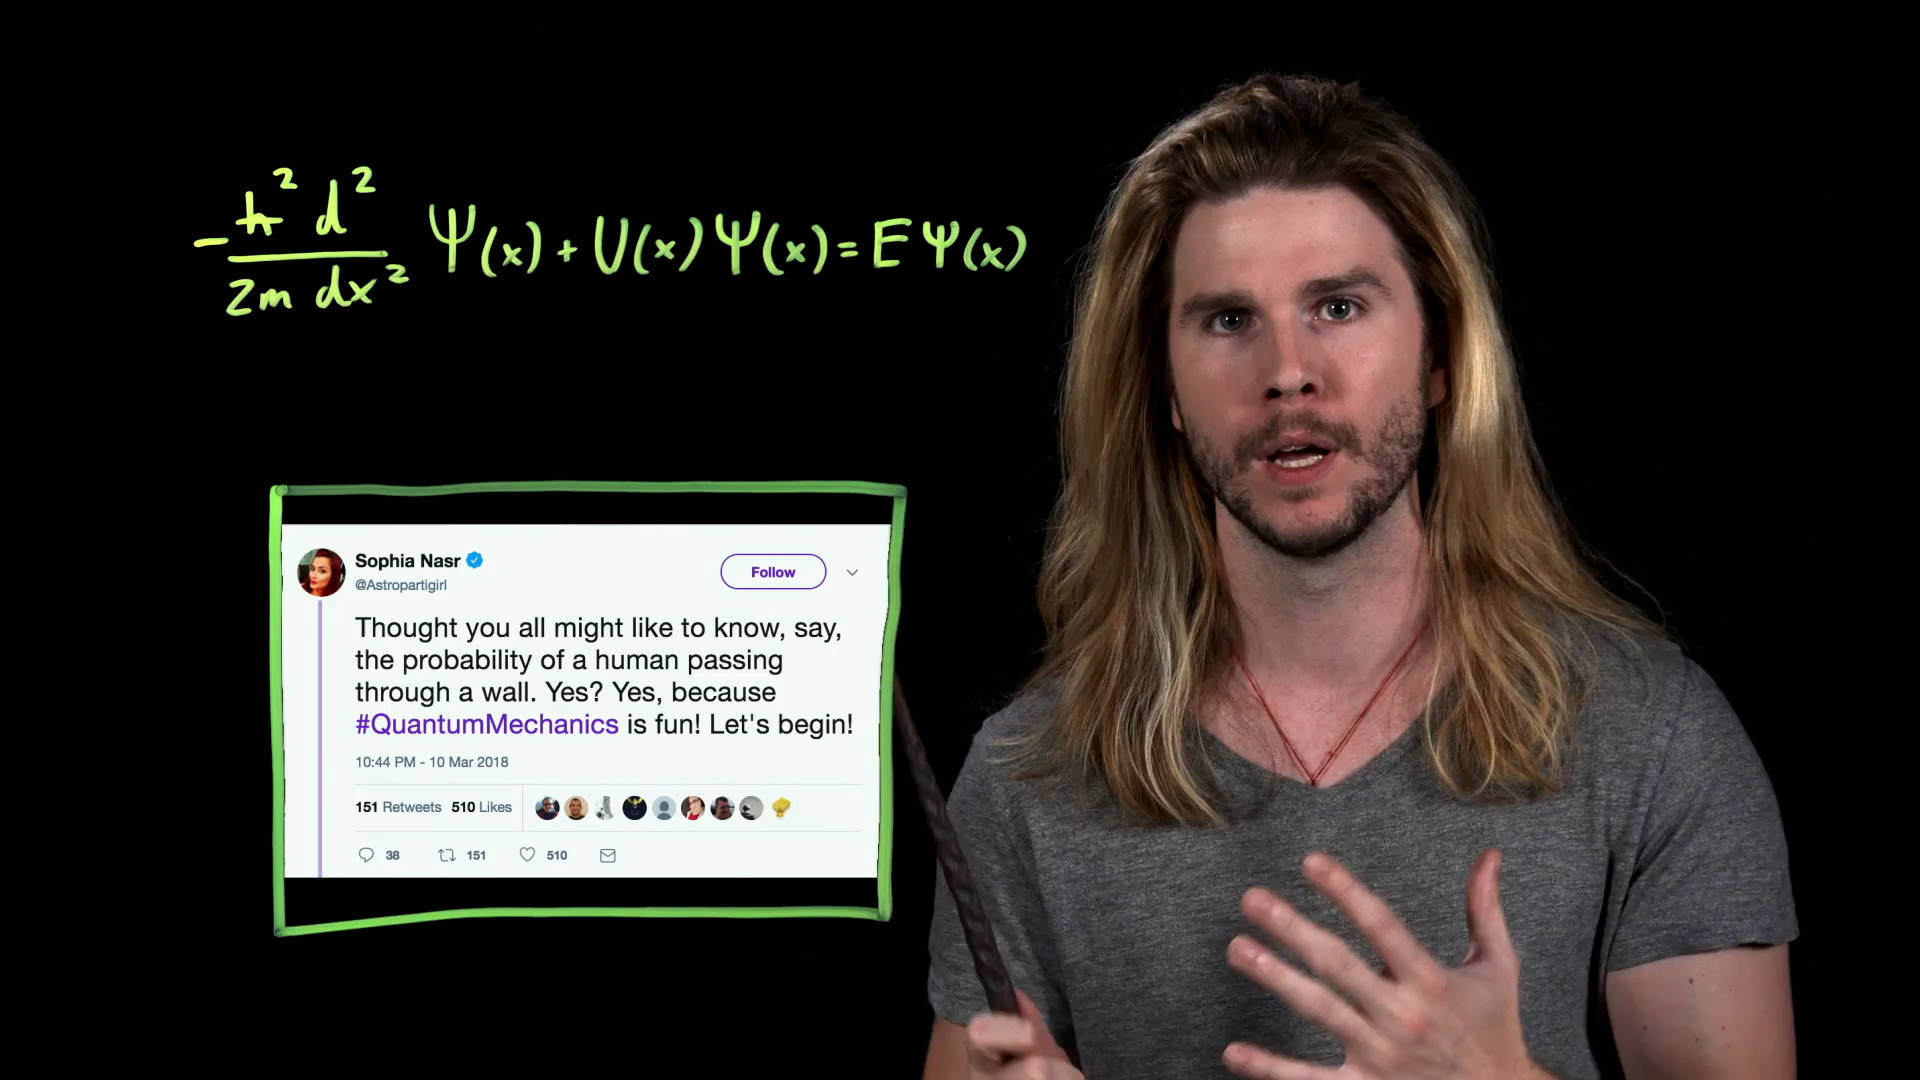 -ħ² d² / 2m dx² Ψ(x) + U(x) Ψ(x) = E Ψ(x)
Sophia Nasr
@Astropartigirl
Follow
Thought you all might like to know, say,
the probability of a human passing
through a wall. Yes? Yes, because
#QuantumMechanics is fun! Let's begin!
10:44 PM - 10 Mar 2018
151 Retweets 510 Likes
38 151 510